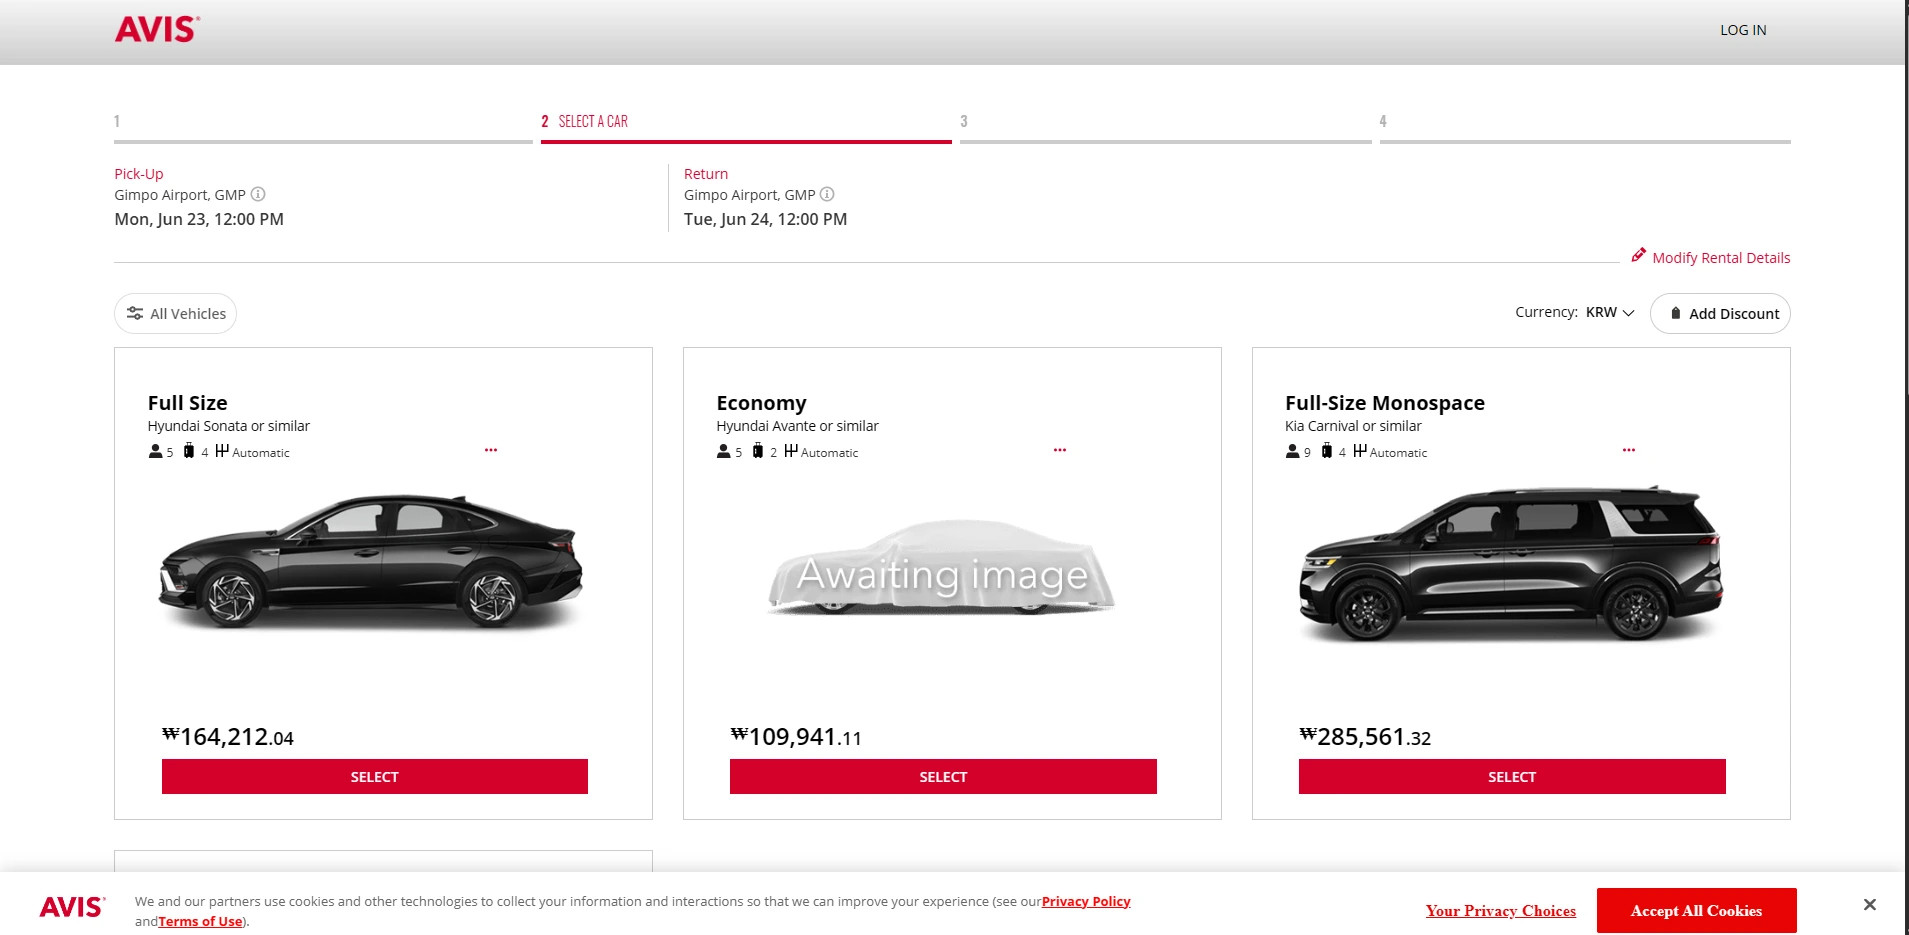 AVIS
LOG IN
1
2 SELECT A CAR
3
4
Pick-Up
Gimpo Airport, GMP
Mon, Jun 23, 12:00 PM
Return
Gimpo Airport, GMP
Tue, Jun 24, 12:00 PM
Modify Rental Details
All Vehicles
Currency: KRW
Add Discount
Full Size
Hyundai Sonata or similar
5 4 Automatic
...
₩164,212.04
SELECT
Economy
Hyundai Avante or similar
5 2 Automatic
...
Awaiting image
₩109,941.11
SELECT
Full-Size Monospace
Kia Carnival or similar
9 4 Automatic
...
₩285,561.32
SELECT
AVIS
We and our partners use cookies and other technologies to collect your information and interactions so that we can improve your experience (see ourPrivacy Policy
andTerms of Use).
Your Privacy Choices
Accept All Cookies